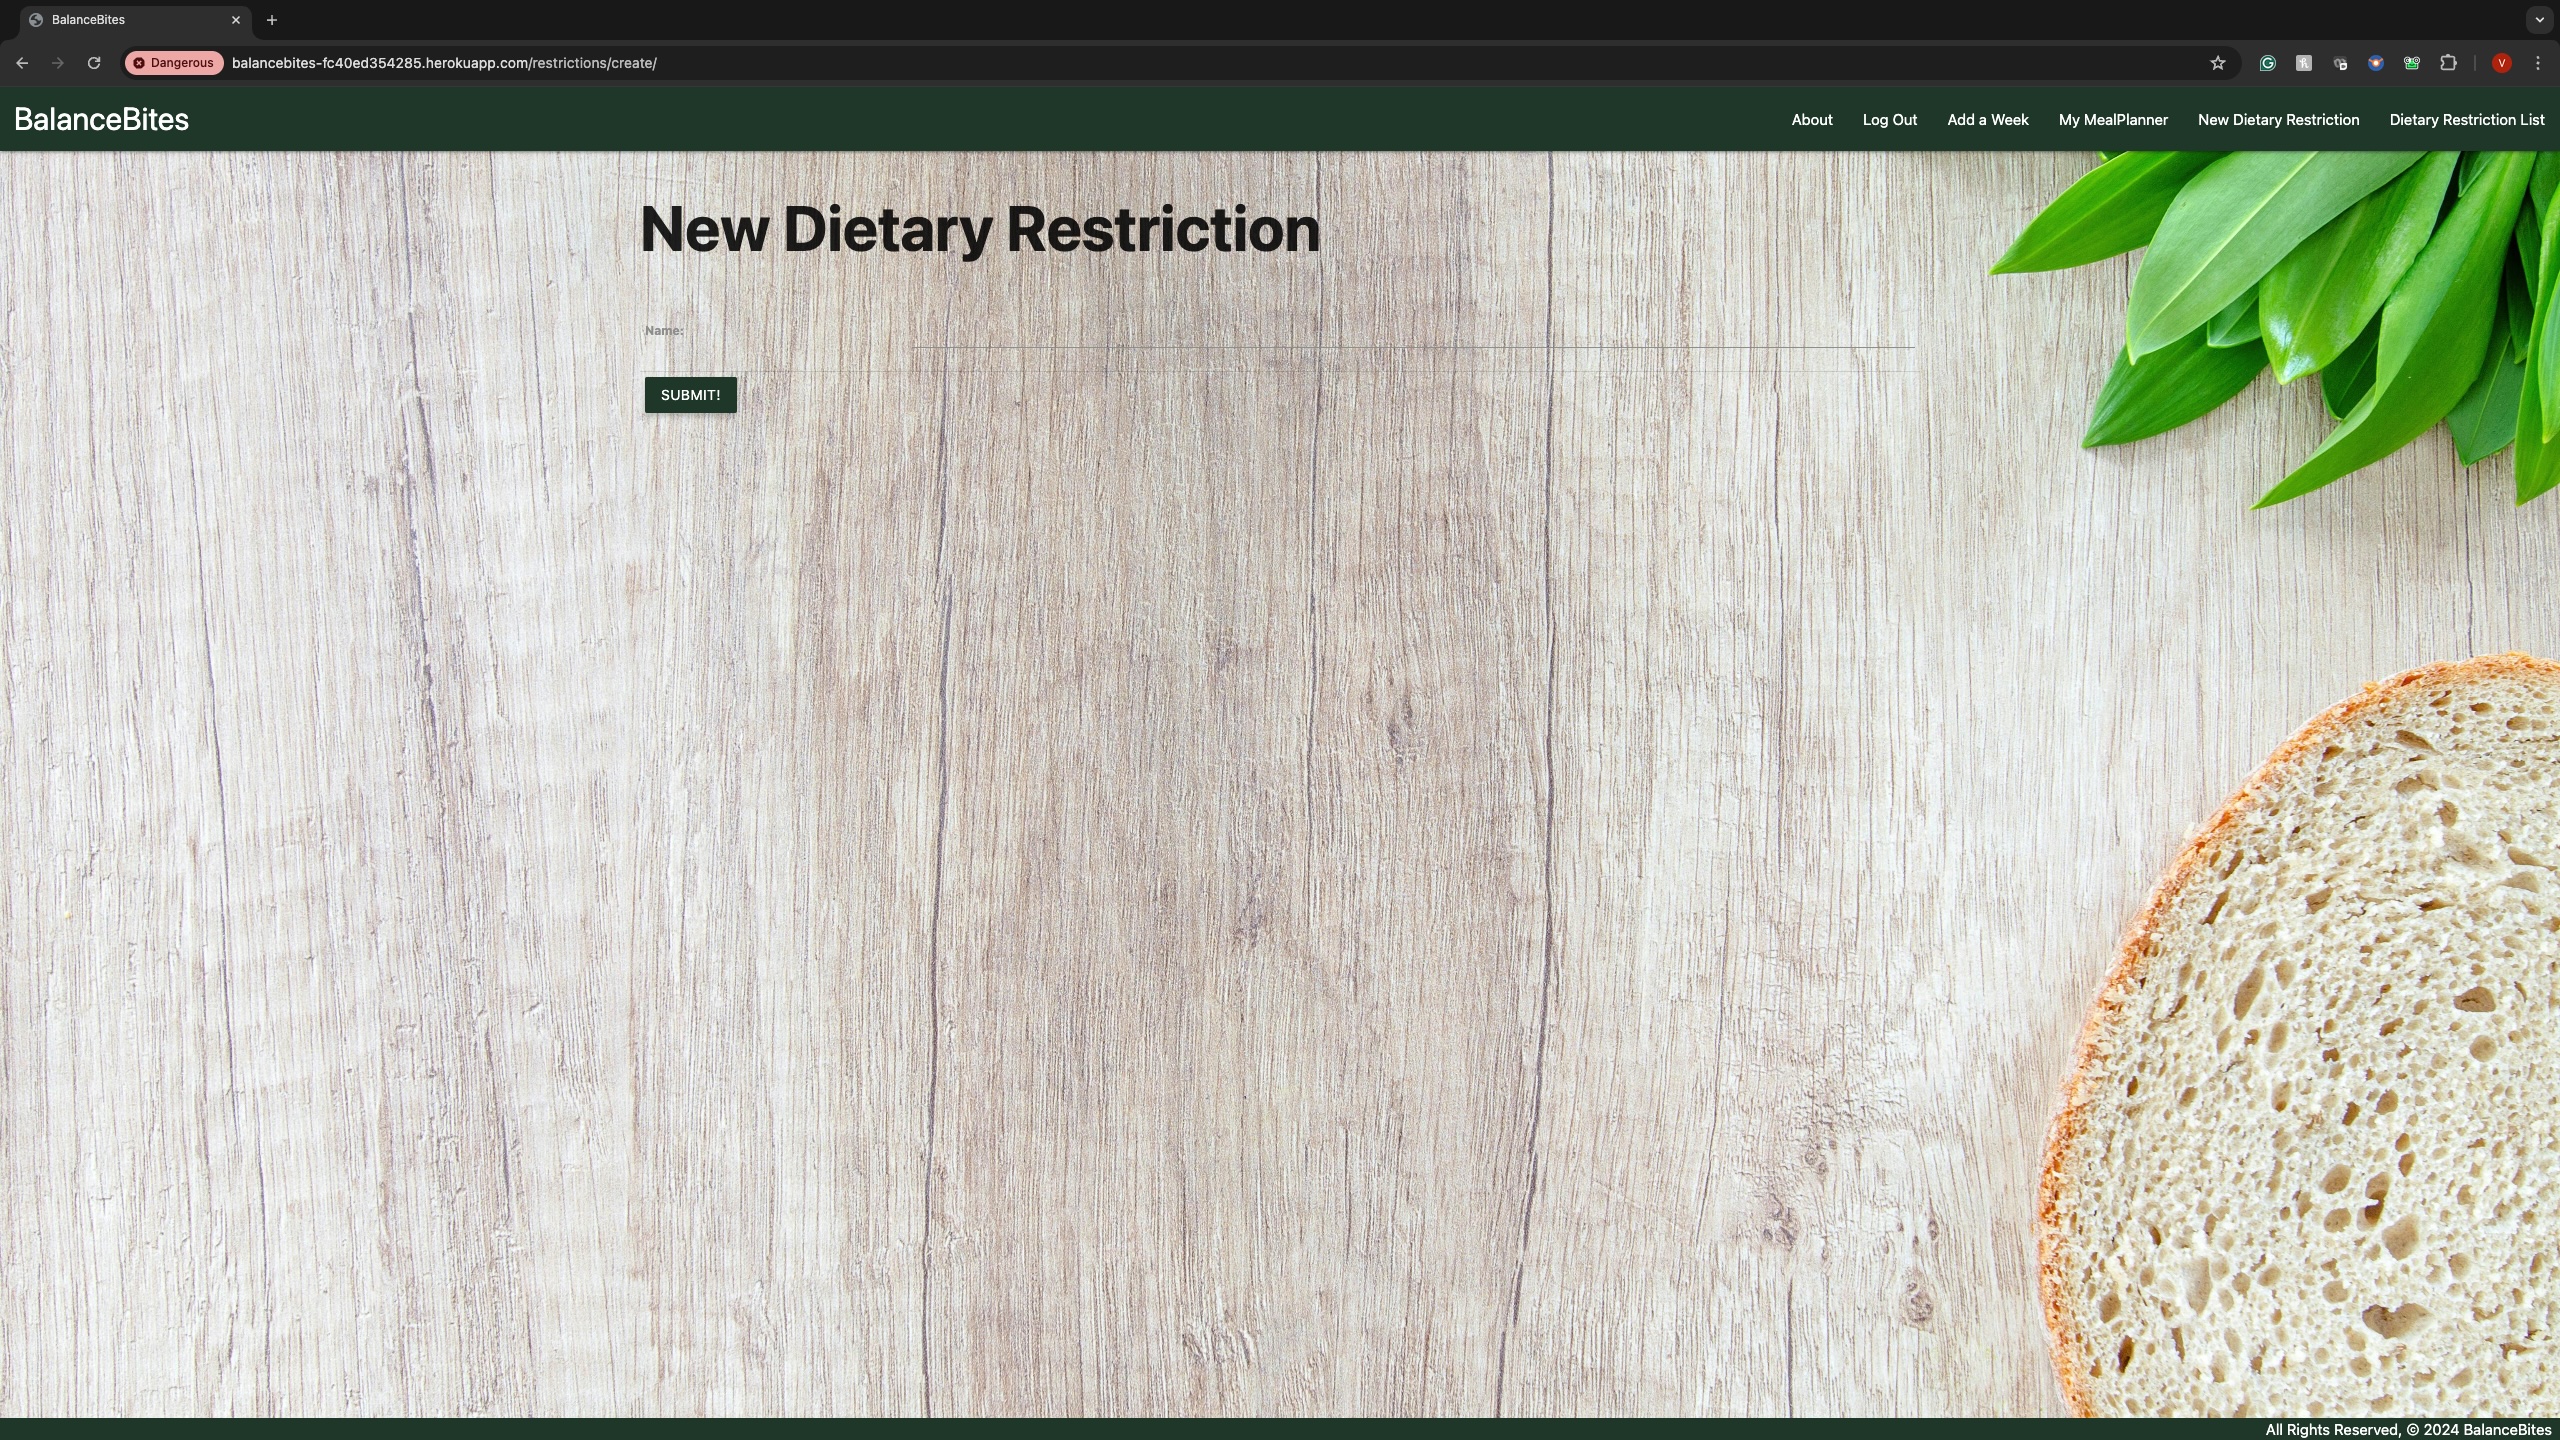 BalanceBites
Dangerous
balancebites-fc40ed354285.herokuapp.com/restrictions/create/
V
BalanceBites
About
Log Out
Add a Week
My MealPlanner
New Dietary Restriction
Dietary Restriction List
New Dietary Restriction
Name:
SUBMIT!
All Rights Reserved, © 2024 BalanceBites